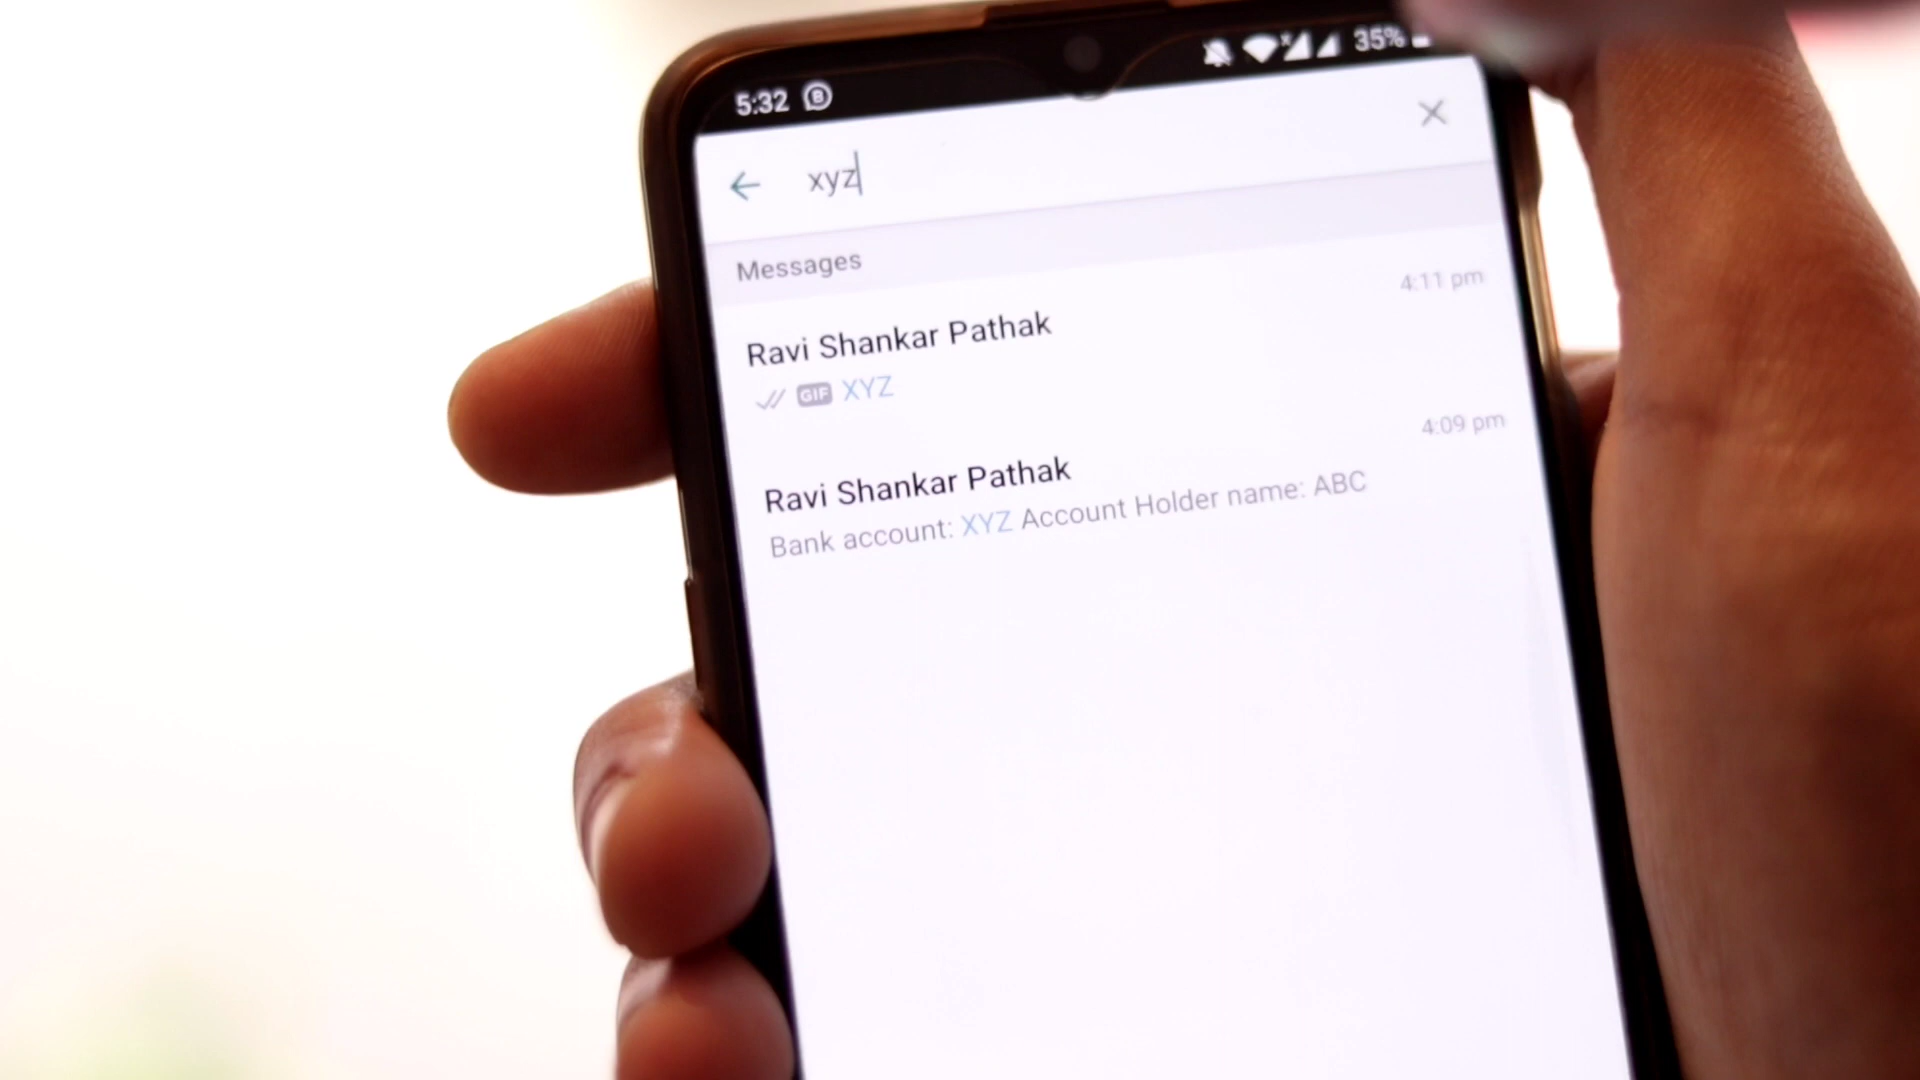 5:32 35%
xyz
Messages
4:11 pm
Ravi Shankar Pathak
GIF XYZ
4:09 pm
Ravi Shankar Pathak
Bank account: XYZ Account Holder name: ABC